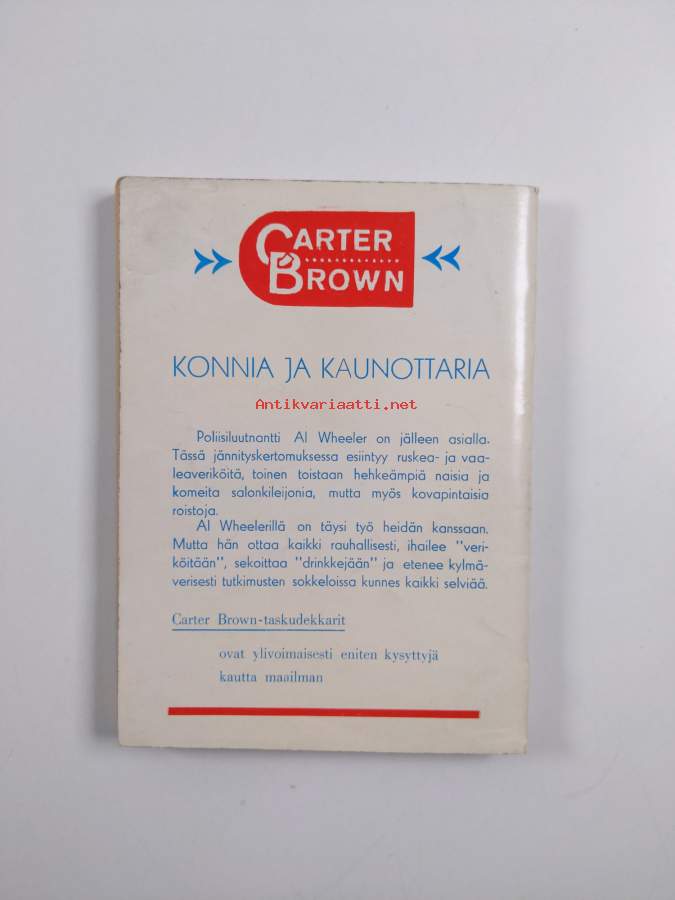 CARTER
BROWN
KONNIA JA KAUNOTTARIA
Antikvariaatti.net
Poliisiluutnantti Al Wheeler on jälleen asialla.
Tässä jännityskertomuksessa esiintyy ruskea- ja vaa-
leaveriköitä, toinen toistaan hehkeämpiä naisia ja
komeita salonkileijonia, mutta myös kovapintaisia
roistoja.
Al Wheelerillä on täysi työ heidän kanssaan.
Mutta hän ottaa kaikki rauhallisesti, ihailee "veri-
köitään", sekoittaa "drinkkejään" ja etenee kylmä-
verisesti tutkimusten sokkeloissa kunnes kaikki selviää.
Carter Brown-taskudekkarit
ovat ylivoimaisesti eniten kysyttyjä
kautta maailman